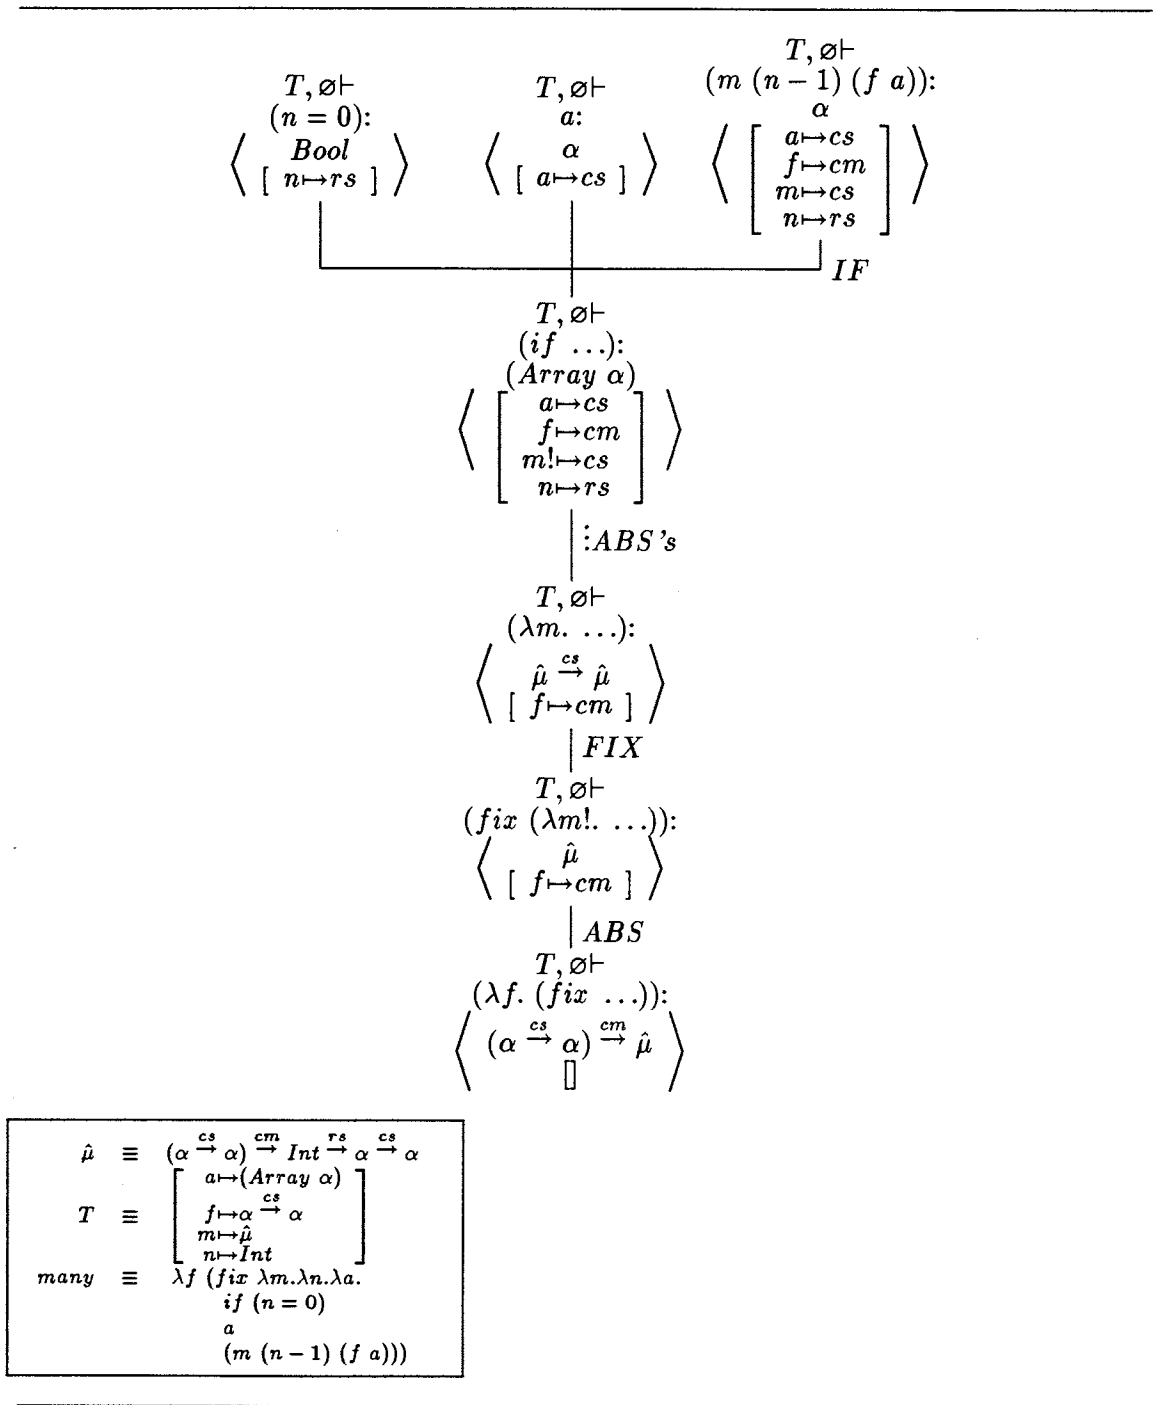 T, ∅⊢
(n = 0):
Bool
[ n↦rs ]
T, ∅⊢
a:
α
[ a↦cs ]
T, ∅⊢
(m (n − 1) (f a)):
α
a↦cs
f↦cm
m↦cs
n↦rs
IF
T, ∅⊢
(if …):
(Array α)
a↦cs
f↦cm
m!↦cs
n↦rs
⋮ABS's
T, ∅⊢
(λm. …):
μ̂ →^cs μ̂
[ f↦cm ]
FIX
T, ∅⊢
(fix (λm!. …)):
μ̂
[ f↦cm ]
ABS
T, ∅⊢
(λf. (fix …)):
(α →^cs α) →^cm μ̂
[]
μ̂ ≡ (α →^cs α) →^cm Int →^rs α →^cs α
T ≡ a↦(Array α)
f↦α →^cs α
m↦μ̂
n↦Int
many ≡ λf (fix λm.λn.λa.
if (n = 0)
a
(m (n − 1) (f a)))